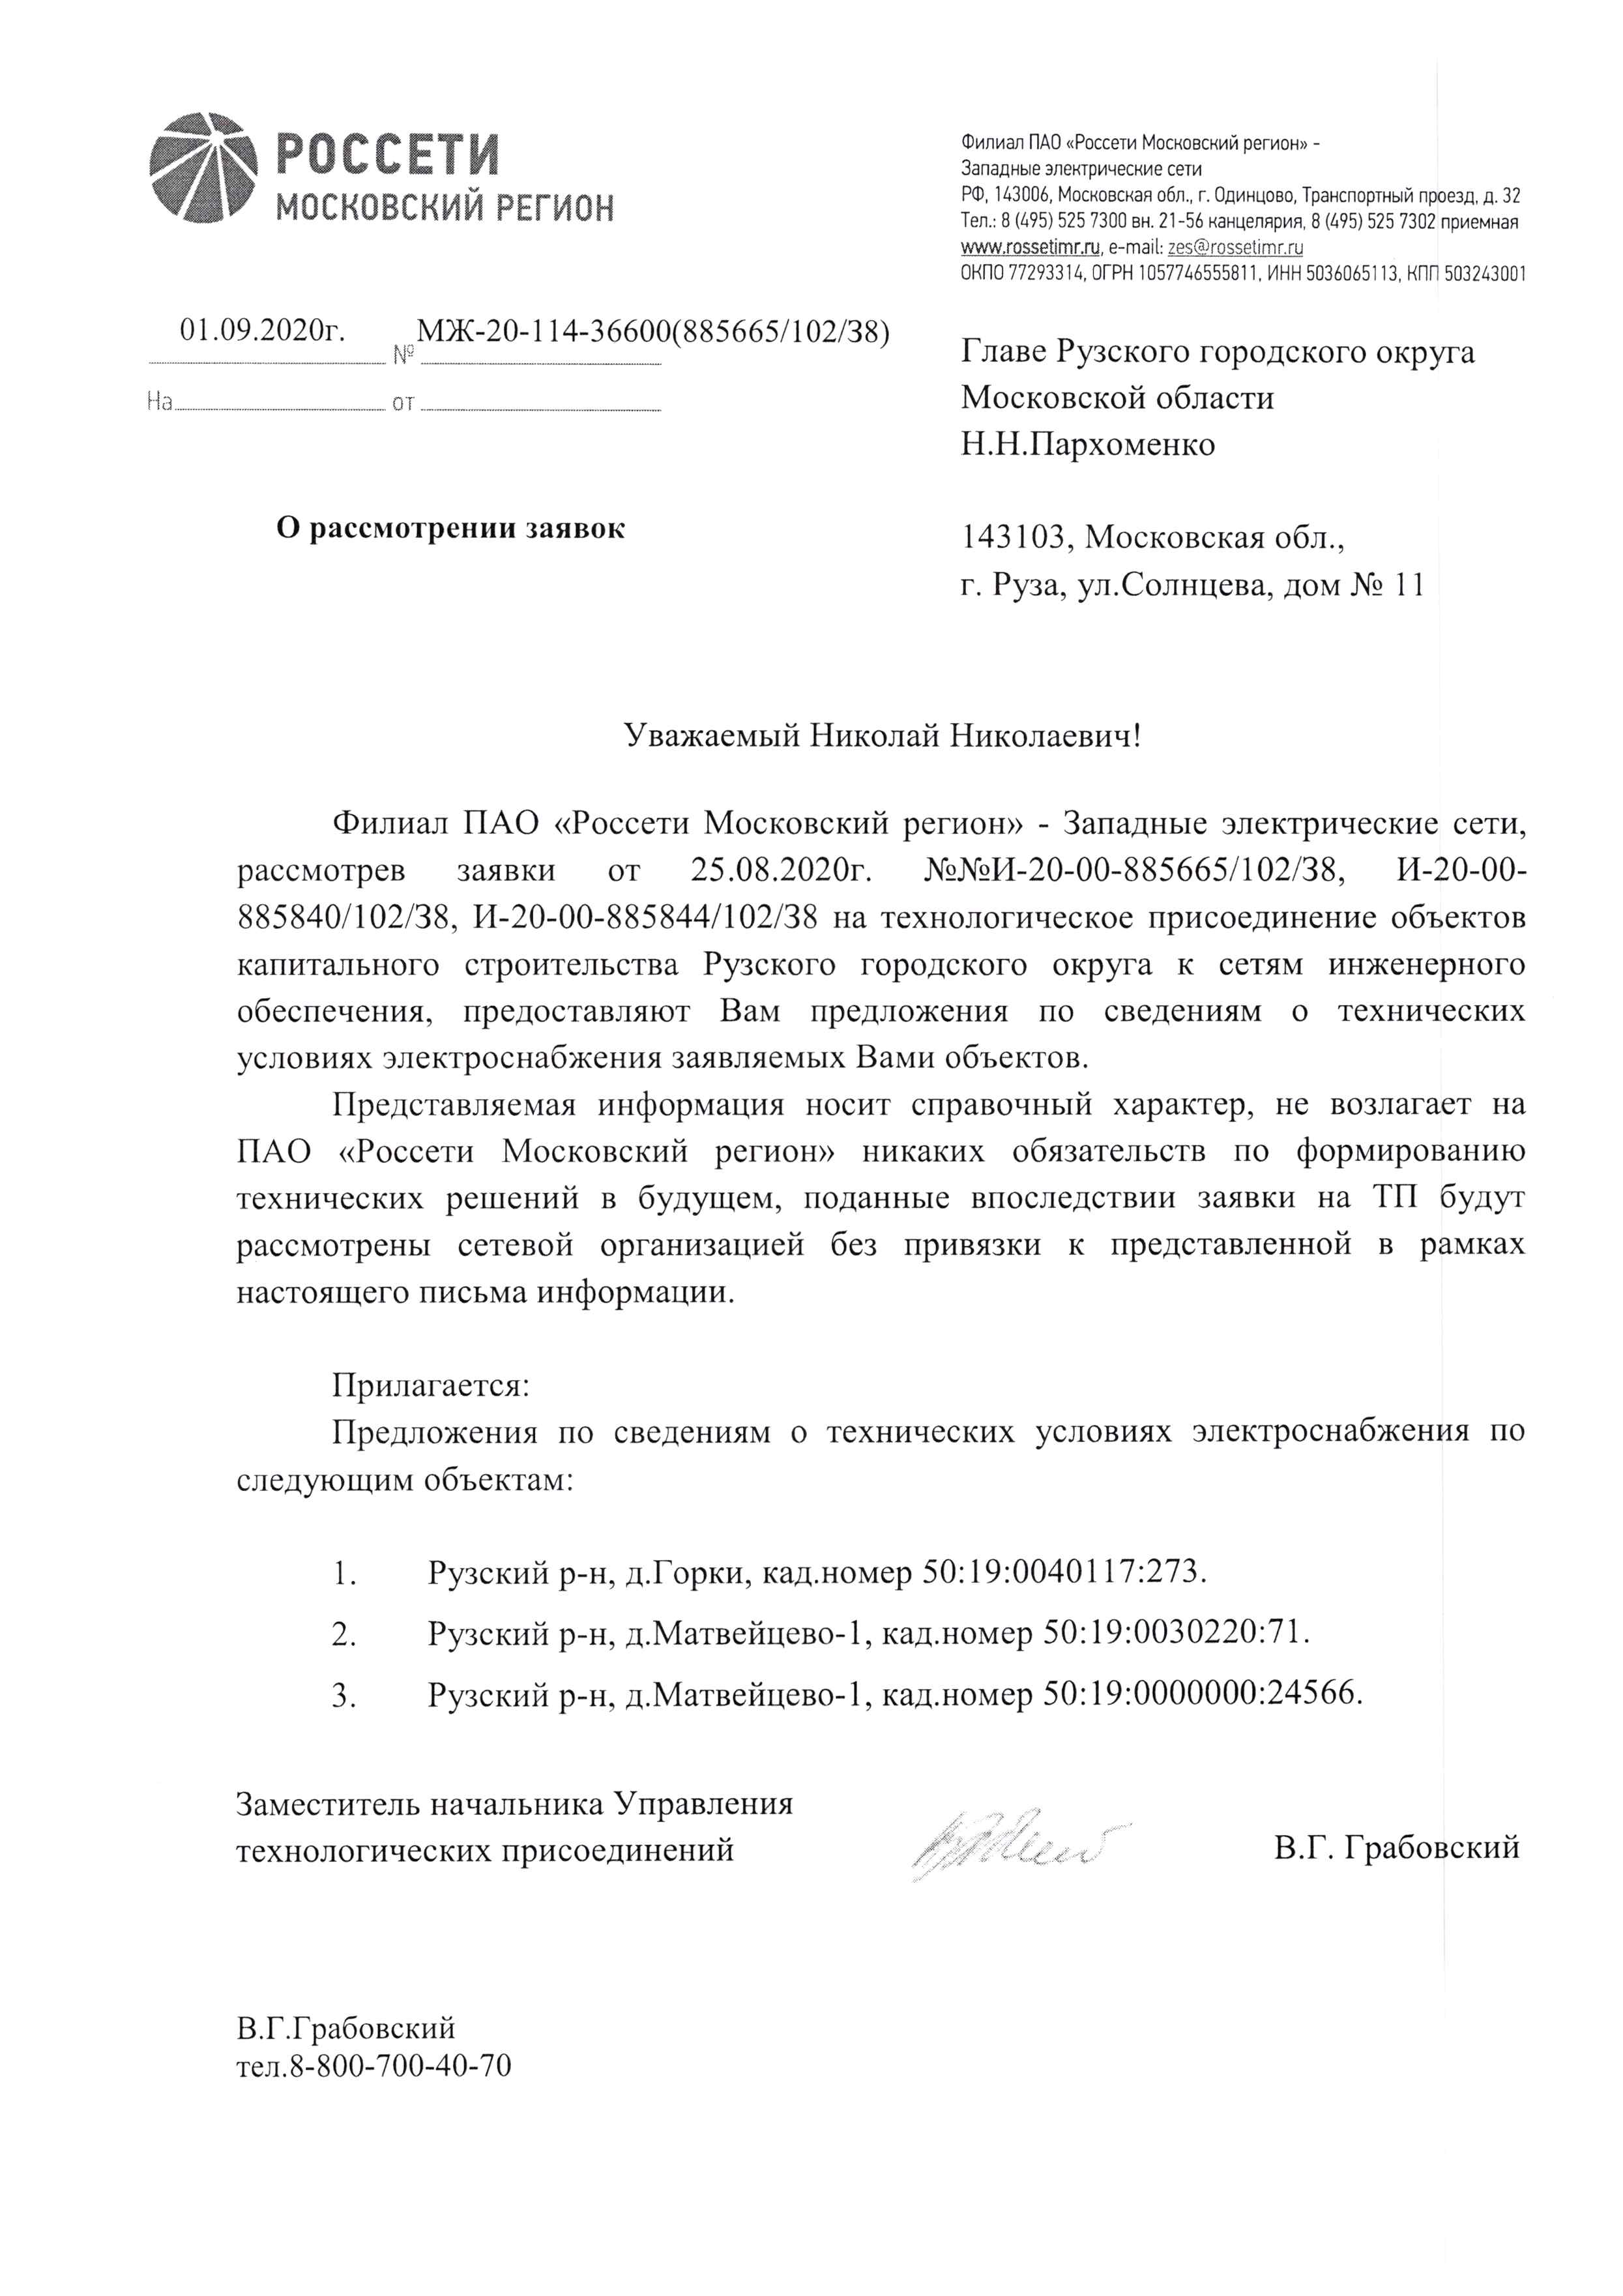 РОССЕТИ
МОСКОВСКИЙ РЕГИОН
Филиал ПАО «Россети Московский регион» -
Западные электрические сети
РФ, 143006, Московская обл., г. Одинцово, Транспортный проезд, д. 32
Тел.: 8 (495) 525 7300 вн. 21-56 канцелярия, 8 (495) 525 7302 приемная
www.rossetimr.ru, e-mail: zes@rossetimr.ru
ОКПО 77293314, ОГРН 1057746555811, ИНН 5036065113, КПП 503243001
01.09.2020г. № МЖ-20-114-36600(885665/102/38)
На от
Главе Рузского городского округа
Московской области
Н.Н.Пархоменко
О рассмотрении заявок
143103, Московская обл.,
г. Руза, ул.Солнцева, дом № 11
Уважаемый Николай Николаевич!
Филиал ПАО «Россети Московский регион» - Западные электрические сети,
рассмотрев заявки от 25.08.2020г. №№И-20-00-885665/102/38, И-20-00-
885840/102/38, И-20-00-885844/102/38 на технологическое присоединение объектов
капитального строительства Рузского городского округа к сетям инженерного
обеспечения, предоставляют Вам предложения по сведениям о технических
условиях электроснабжения заявляемых Вами объектов.
Представляемая информация носит справочный характер, не возлагает на
ПАО «Россети Московский регион» никаких обязательств по формированию
технических решений в будущем, поданные впоследствии заявки на ТП будут
рассмотрены сетевой организацией без привязки к представленной в рамках
настоящего письма информации.
Прилагается:
Предложения по сведениям о технических условиях электроснабжения по
следующим объектам:
1. Рузский р-н, д.Горки, кад.номер 50:19:0040117:273.
2. Рузский р-н, д.Матвейцево-1, кад.номер 50:19:0030220:71.
3. Рузский р-н, д.Матвейцево-1, кад.номер 50:19:0000000:24566.
Заместитель начальника Управления
технологических присоединений
В.Г. Грабовский
В.Г.Грабовский
тел.8-800-700-40-70